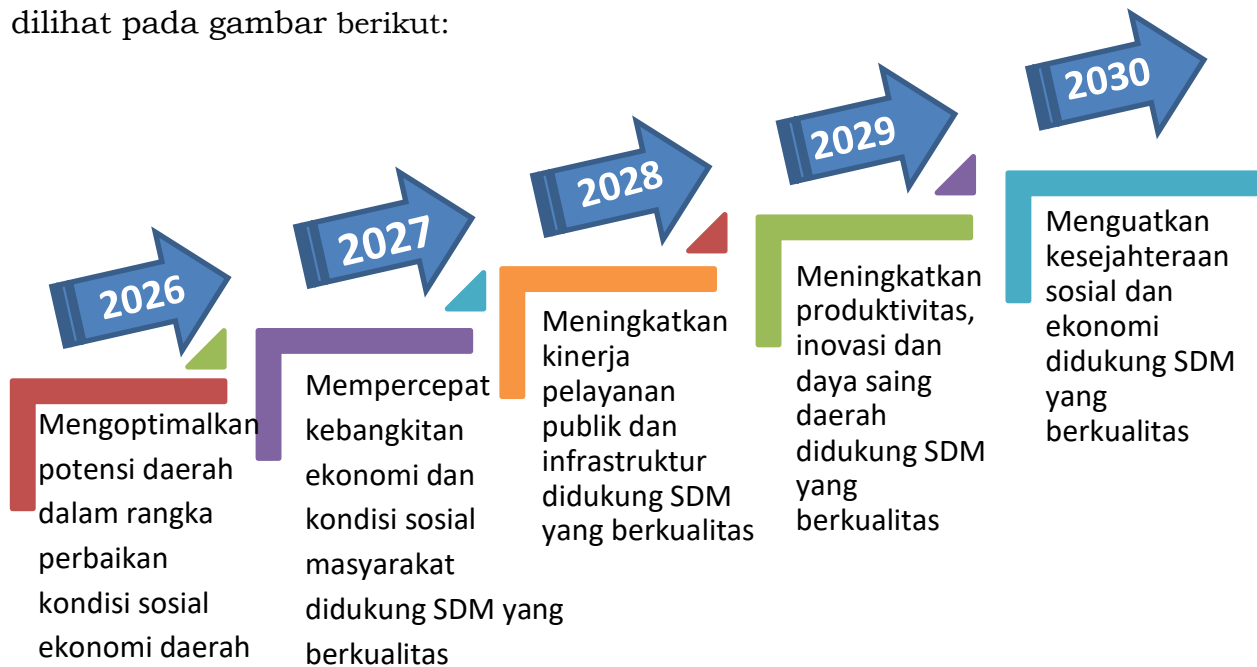 dilihat pada gambar berikut:
2026
Mengoptimalkan
potensi daerah
dalam rangka
perbaikan
kondisi sosial
ekonomi daerah
2027
Mempercepat
kebangkitan
ekonomi dan
kondisi sosial
masyarakat
didukung SDM yang
berkualitas
2028
Meningkatkan
kinerja
pelayanan
publik dan
infrastruktur
didukung SDM
yang berkualitas
2029
Meningkatkan
produktivitas,
inovasi dan
daya saing
daerah
didukung SDM
yang
berkualitas
2030
Menguatkan
kesejahteraan
sosial dan
ekonomi
didukung SDM
yang
berkualitas